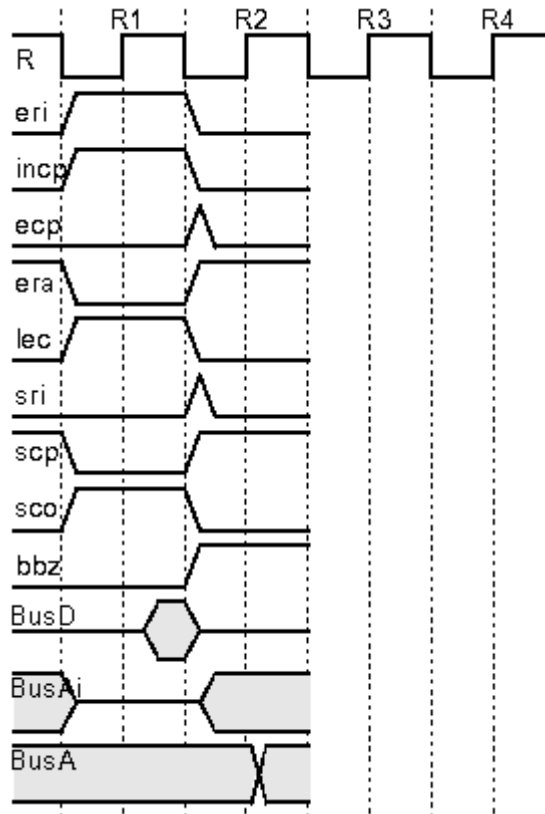 R1 R2 R3 R4
R
eri
incp
ecp
era
lec
sri
scp
sco
bbz
BusD
BusAi
BusA